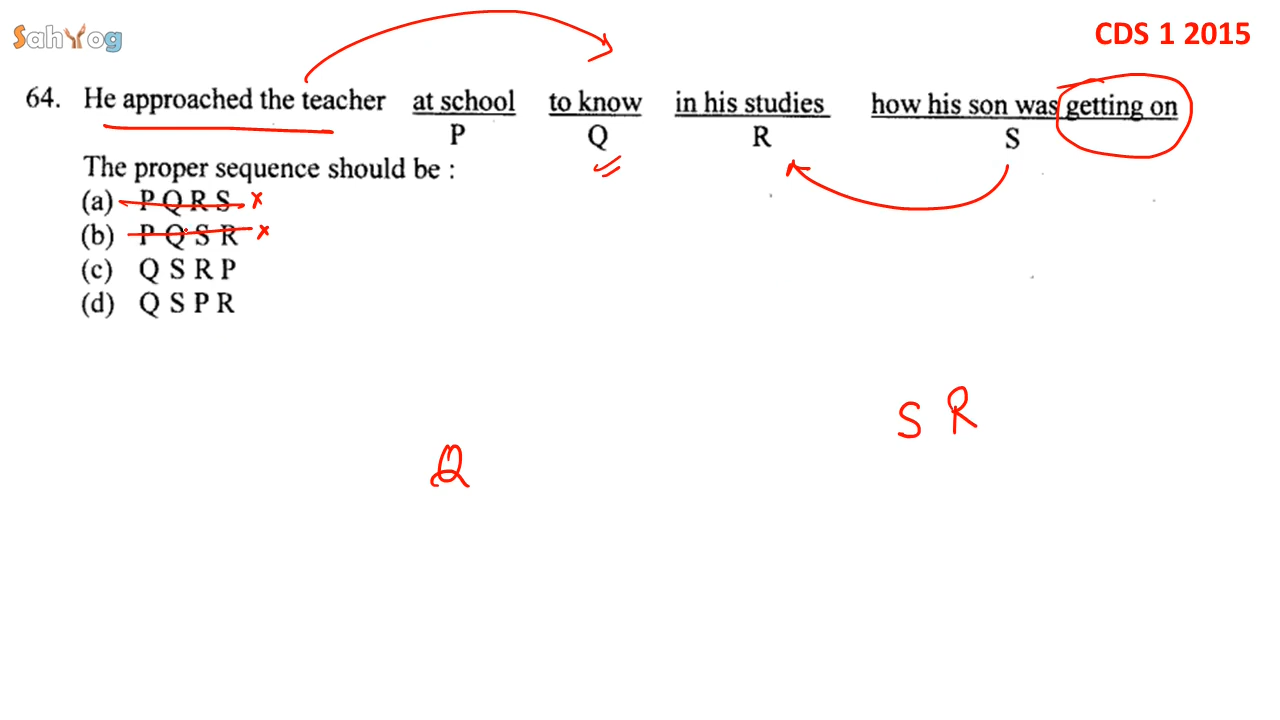 SahYog
CDS 1 2015
64. He approached the teacher at school to know in his studies how his son was getting on
P Q R S
The proper sequence should be :
(a) P Q R S x
(b) P Q S R x
(c) Q S R P
(d) Q S P R
S R
Q